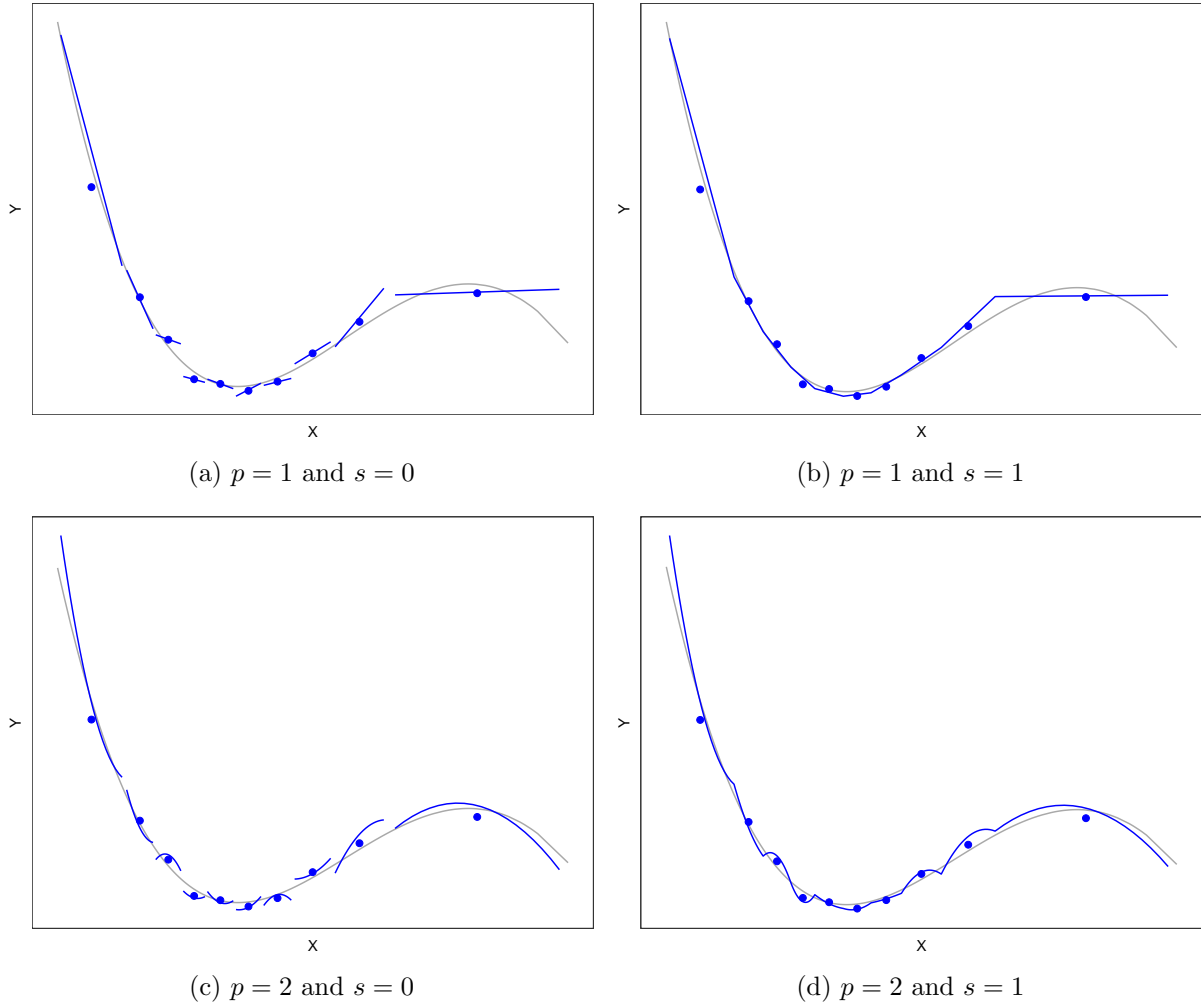 Y
X
(a) p = 1 and s = 0
Y
X
(b) p = 1 and s = 1
Y
X
(c) p = 2 and s = 0
Y
X
(d) p = 2 and s = 1